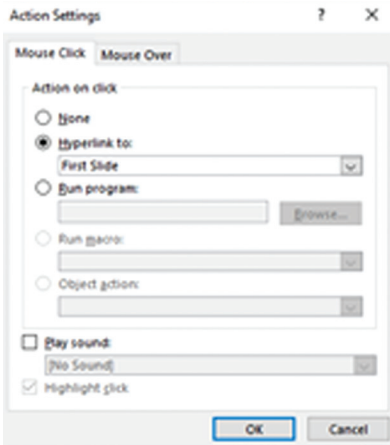 Action Settings ? ×
Mouse Click Mouse Over
Action on click
None
Hyperlink to:
First Slide
Run program:
Browse...
Run macro:
Object action:
Play sound:
[No Sound]
Highlight click
OK Cancel